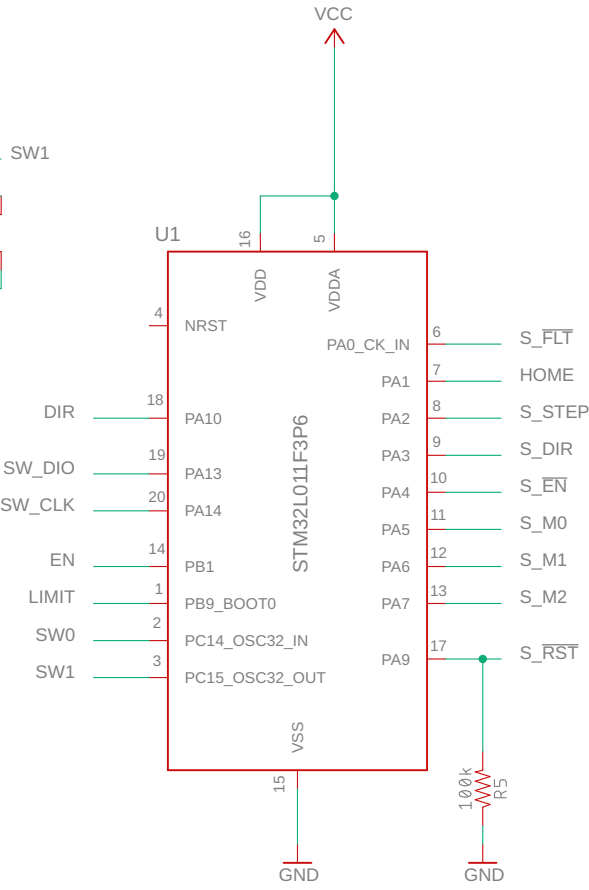 VCC
SW1
U1
16
5
VDD
VDDA
4
NRST
6
PA0_CK_IN
S_FLT
7
PA1
HOME
DIR
18
PA10
8
PA2
S_STEP
9
PA3
S_DIR
SW_DIO
19
PA13
10
PA4
S_EN
SW_CLK
20
PA14
11
PA5
S_M0
STM32L011F3P6
EN
14
PB1
12
PA6
S_M1
LIMIT
1
PB9_BOOT0
13
PA7
S_M2
SW0
2
PC14_OSC32_IN
17
PA9
S_RST
SW1
3
PC15_OSC32_OUT
VSS
15
100k
R5
GND
GND